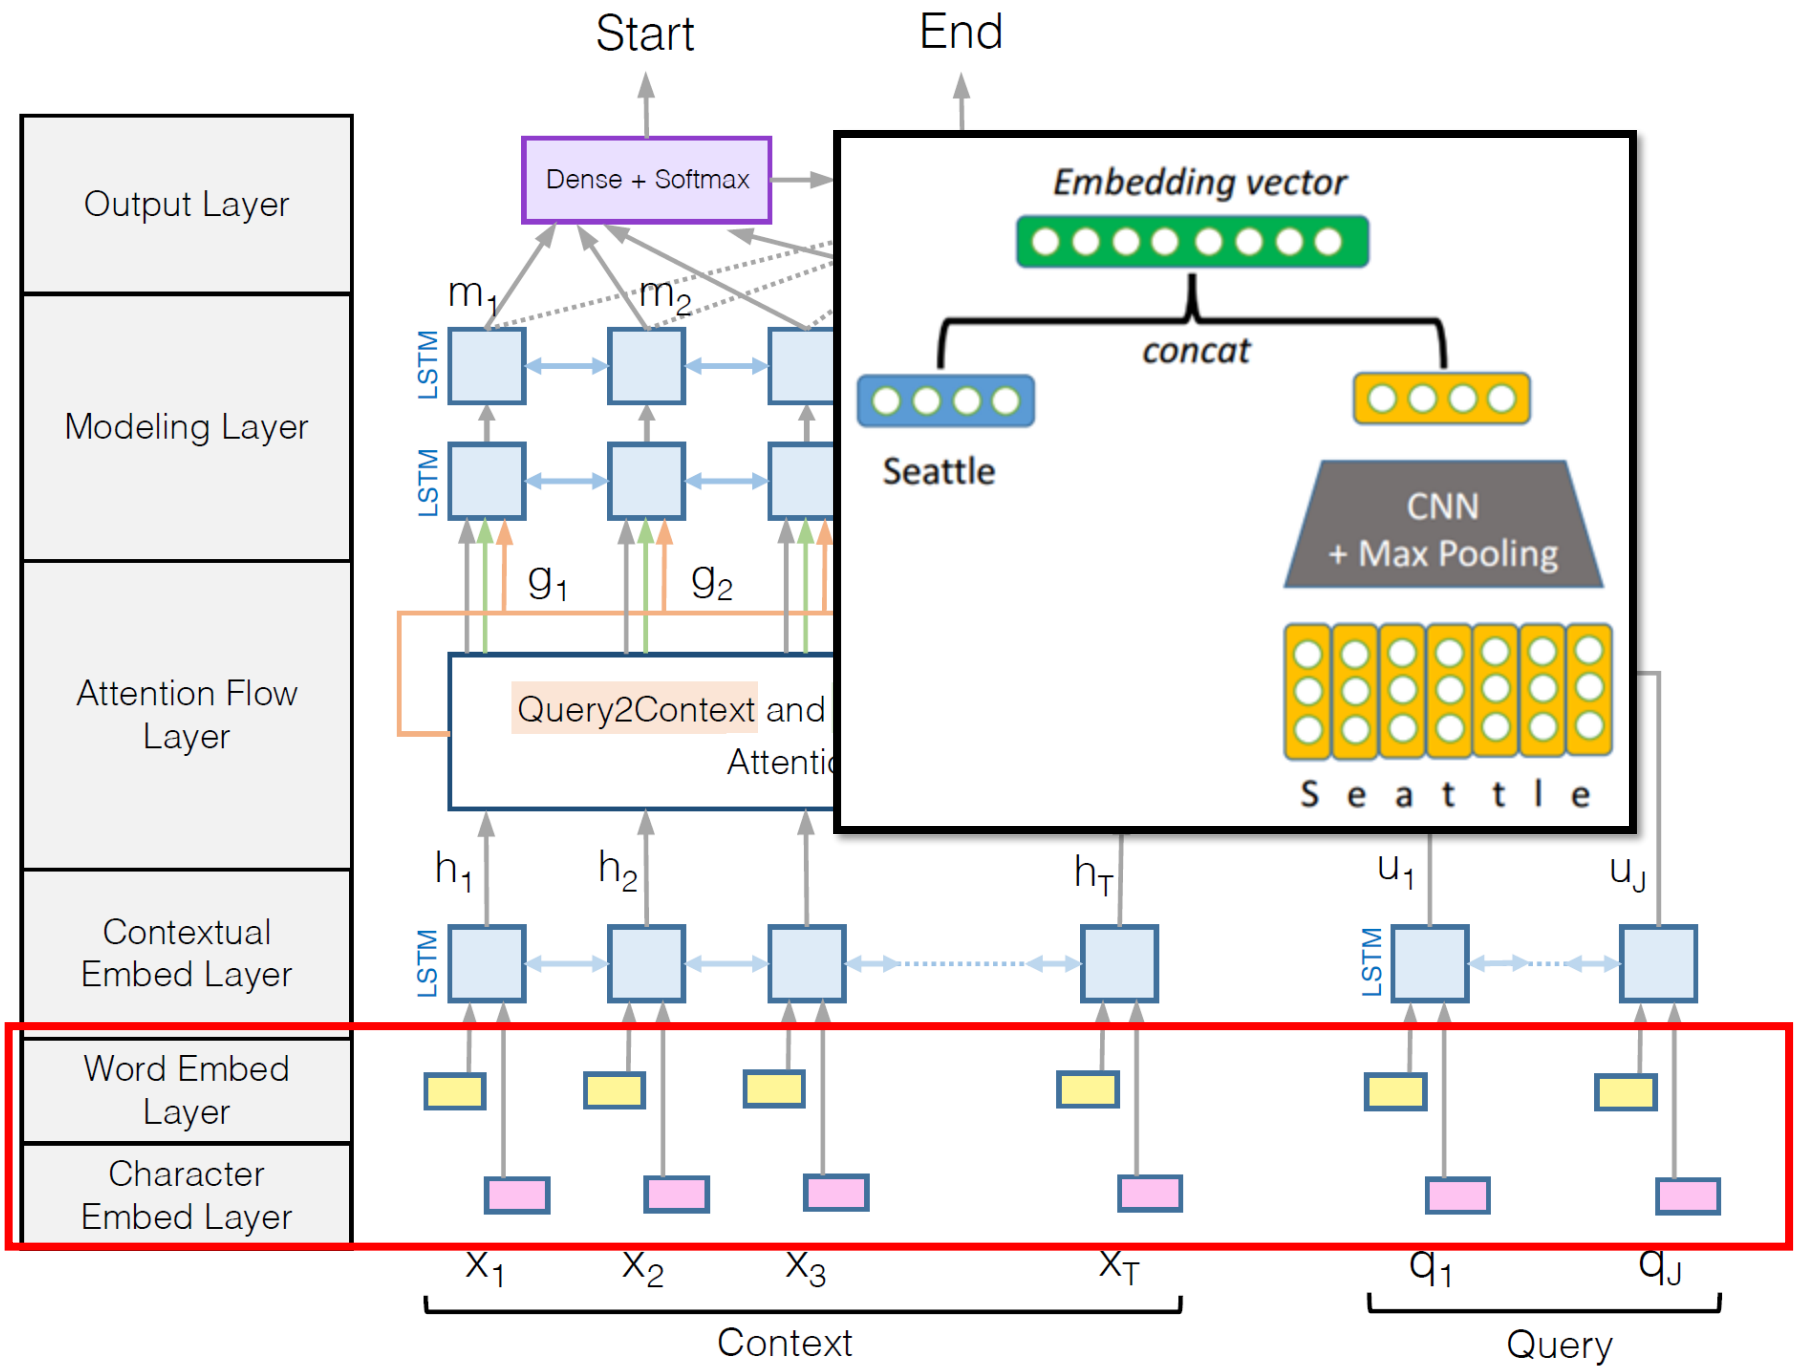 Start
End
Output Layer
Dense + Softmax
Modeling Layer
m1
m2
LSTM
LSTM
g1
g2
Attention Flow
Layer
Query2Context and
Embedding vector
concat
Seattle
CNN
+ Max Pooling
S e a t t l e
Contextual
Embed Layer
h1
h2
hT
u1
uJ
LSTM
LSTM
Word Embed
Layer
Character
Embed Layer
x1
x2
x3
xT
q1
qJ
Context
Query